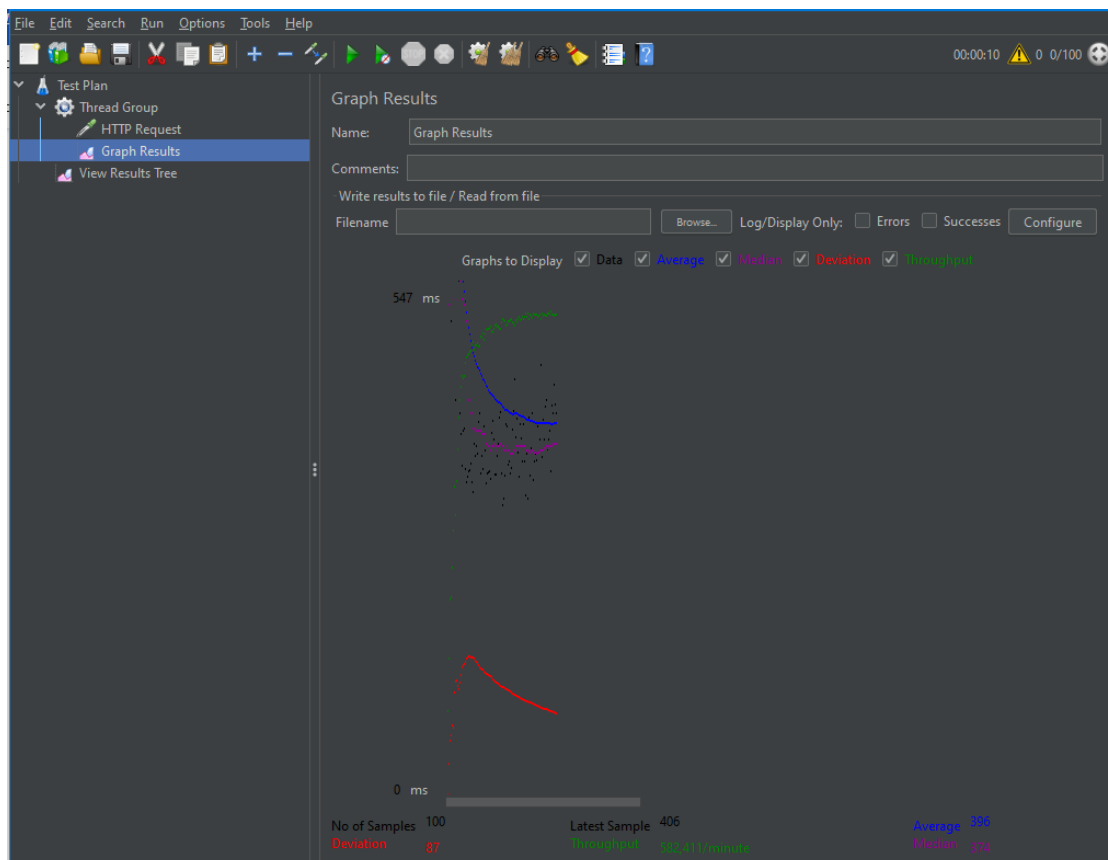 File Edit Search Run Options Tools Help
STOP
00:00:10 0 0/100
Test Plan
Thread Group
HTTP Request
Graph Results
View Results Tree
Graph Results
Name: Graph Results
Comments:
Write results to file / Read from file
Filename Browse... Log/Display Only: Errors Successes Configure
Graphs to Display Data Average Median Deviation Throughput
547 ms
0 ms
No of Samples 100 Latest Sample 406 Average 396
Deviation 87 Throughput 582,411/minute Median